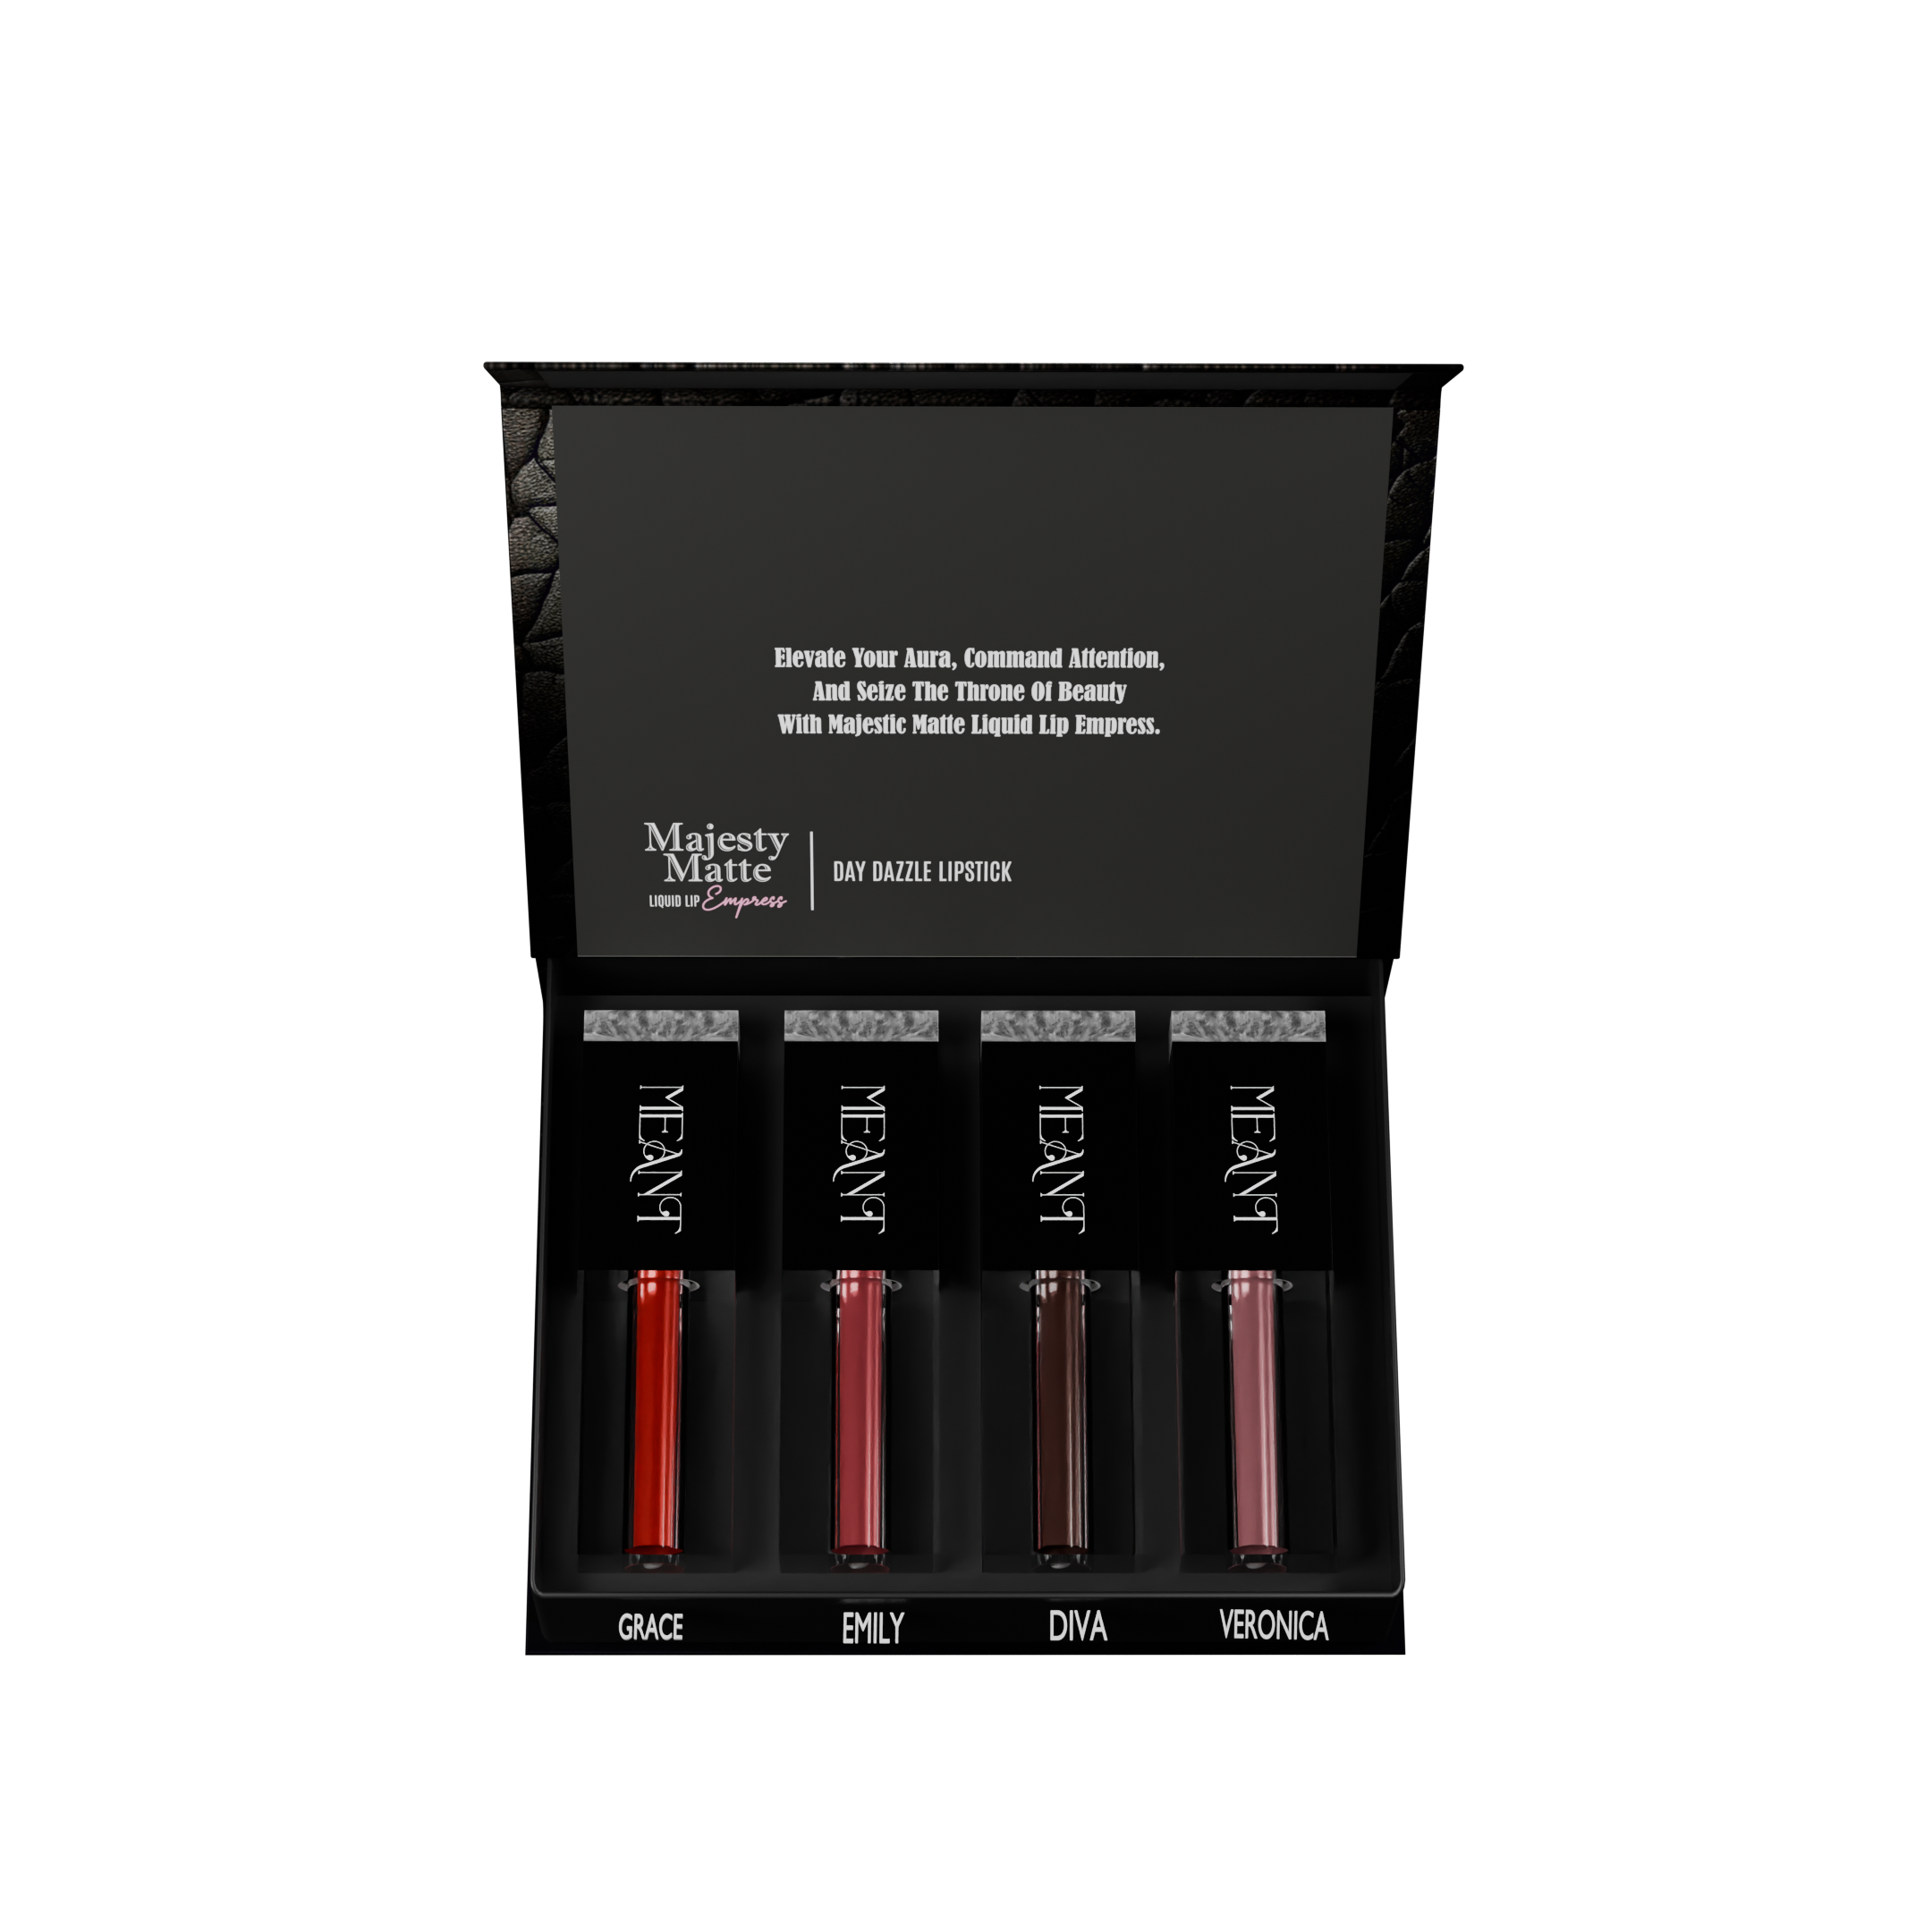 Elevate Your Aura, Command Attention,
And Seize The Throne Of Beauty
With Majestic Matte Liquid Lip Empress.
Majesty
Matte
LIQUID LIP Empress
DAY DAZZLE LIPSTICK
MEANT
MEANT
MEANT
MEANT
GRACE
EMILY
DIVA
VERONICA